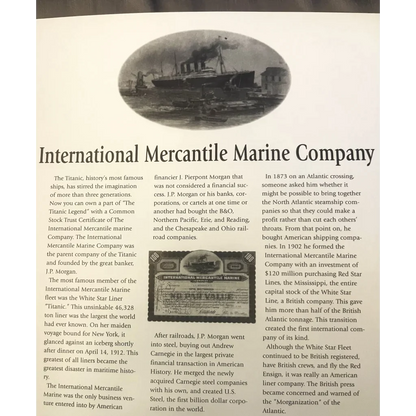 International Mercantile Marine Company
The Titanic, history's most famous
ships, has stirred the imagination
of more than three generations.
Now you can own a part of "The
Titanic Legend" with a Common
Stock Trust Certificate of The
International Mercantile marine
Company. The International
Mercantile Marine Company was
the parent company of the Titanic
and founded by the great banker,
J.P. Morgan.
The most famous member of the
International Mercantile Marine
fleet was the White Star Liner
"Titanic." This unsinkable 46,328
ton liner was the largest the world
had ever known. On her maiden
voyage bound for New York, it
glanced against an iceberg shortly
after dinner on April 14, 1912. This
greatest of all liners became the
greatest disaster in maritime histo-
ry.
The International Mercantile
Marine was the only business ven-
ture entered into by American
financier J. Pierpont Morgan that
was not considered a financial suc-
cess. J.P. Morgan or his banks, cor-
porations, or cartels at one time or
another had bought the B&O,
Northern Pacific, Erie, and Reading,
and the Chesapeake and Ohio rail-
road companies.
INTERNATIONAL MERCANTILE MARINE
NO PAR VALUE
After railroads, J.P. Morgan went
into steel, buying out Andrew
Carnegie in the largest private
financial transaction in American
History. He merged the newly
acquired Carnegie steel companies
with his own, and created U.S.
Steel, the first billion dollar corpo-
ration in the world.
In 1873 on an Atlantic crossing,
someone asked him whether it
might be possible to bring together
the North Atlantic steamship com-
panies so that they could make a
profit rather than cut each others'
throats. From that point on, he
bought American shipping compa-
nies. In 1902 he formed the
International Mercantile Marine
Company with an investment of
$120 million purchasing Red Star
Lines, the Mississippi, the entire
capital stock of the White Star
Line, a British company. This gave
him more than half of the British
Atlantic tonnage. This transition
created the first international com-
pany of its kind.
Although the White Star Fleet
continued to be British registered,
have British crews, and fly the Red
Ensign, it was really an American
liner company. The British press
became concerned and warned of
the "Morganization" of the
Atlantic.